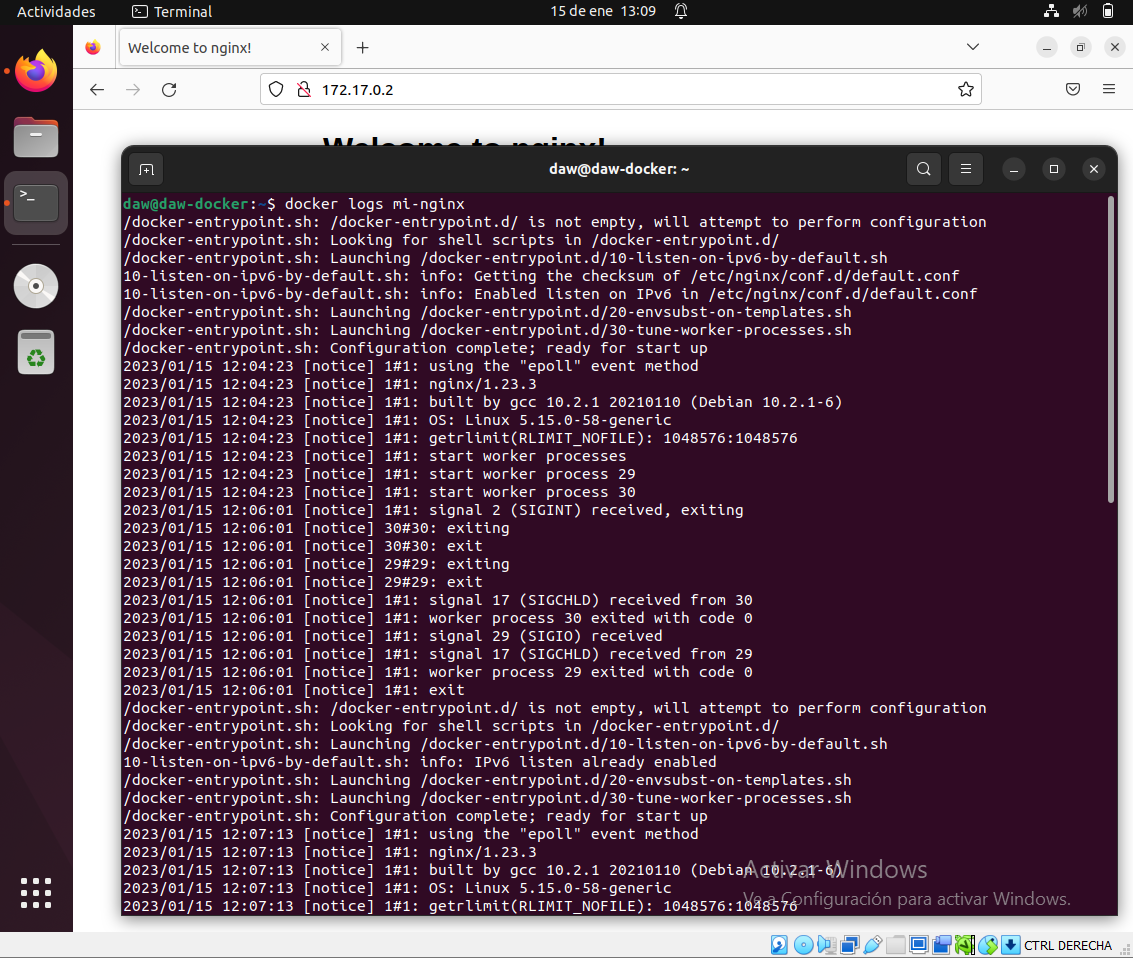 Actividades
Terminal
15 de ene 13:09
Welcome to nginx!
172.17.0.2
Welcome to nginx!
daw@daw-docker: ~
daw@daw-docker:~$ docker logs mi-nginx
/docker-entrypoint.sh: /docker-entrypoint.d/ is not empty, will attempt to perform configuration
/docker-entrypoint.sh: Looking for shell scripts in /docker-entrypoint.d/
/docker-entrypoint.sh: Launching /docker-entrypoint.d/10-listen-on-ipv6-by-default.sh
10-listen-on-ipv6-by-default.sh: info: Getting the checksum of /etc/nginx/conf.d/default.conf
10-listen-on-ipv6-by-default.sh: info: Enabled listen on IPv6 in /etc/nginx/conf.d/default.conf
/docker-entrypoint.sh: Launching /docker-entrypoint.d/20-envsubst-on-templates.sh
/docker-entrypoint.sh: Launching /docker-entrypoint.d/30-tune-worker-processes.sh
/docker-entrypoint.sh: Configuration complete; ready for start up
2023/01/15 12:04:23 [notice] 1#1: using the "epoll" event method
2023/01/15 12:04:23 [notice] 1#1: nginx/1.23.3
2023/01/15 12:04:23 [notice] 1#1: built by gcc 10.2.1 20210110 (Debian 10.2.1-6)
2023/01/15 12:04:23 [notice] 1#1: OS: Linux 5.15.0-58-generic
2023/01/15 12:04:23 [notice] 1#1: getrlimit(RLIMIT_NOFILE): 1048576:1048576
2023/01/15 12:04:23 [notice] 1#1: start worker processes
2023/01/15 12:04:23 [notice] 1#1: start worker process 29
2023/01/15 12:04:23 [notice] 1#1: start worker process 30
2023/01/15 12:06:01 [notice] 1#1: signal 2 (SIGINT) received, exiting
2023/01/15 12:06:01 [notice] 30#30: exiting
2023/01/15 12:06:01 [notice] 30#30: exit
2023/01/15 12:06:01 [notice] 29#29: exiting
2023/01/15 12:06:01 [notice] 29#29: exit
2023/01/15 12:06:01 [notice] 1#1: signal 17 (SIGCHLD) received from 30
2023/01/15 12:06:01 [notice] 1#1: worker process 30 exited with code 0
2023/01/15 12:06:01 [notice] 1#1: signal 29 (SIGIO) received
2023/01/15 12:06:01 [notice] 1#1: signal 17 (SIGCHLD) received from 29
2023/01/15 12:06:01 [notice] 1#1: worker process 29 exited with code 0
2023/01/15 12:06:01 [notice] 1#1: exit
/docker-entrypoint.sh: /docker-entrypoint.d/ is not empty, will attempt to perform configuration
/docker-entrypoint.sh: Looking for shell scripts in /docker-entrypoint.d/
/docker-entrypoint.sh: Launching /docker-entrypoint.d/10-listen-on-ipv6-by-default.sh
10-listen-on-ipv6-by-default.sh: info: IPv6 listen already enabled
/docker-entrypoint.sh: Launching /docker-entrypoint.d/20-envsubst-on-templates.sh
/docker-entrypoint.sh: Launching /docker-entrypoint.d/30-tune-worker-processes.sh
/docker-entrypoint.sh: Configuration complete; ready for start up
2023/01/15 12:07:13 [notice] 1#1: using the "epoll" event method
2023/01/15 12:07:13 [notice] 1#1: nginx/1.23.3
2023/01/15 12:07:13 [notice] 1#1: built by gcc 10.2.1 20210110 (Debian 10.2.1-6)
2023/01/15 12:07:13 [notice] 1#1: OS: Linux 5.15.0-58-generic
2023/01/15 12:07:13 [notice] 1#1: getrlimit(RLIMIT_NOFILE): 1048576:1048576
Activar Windows
Ve a Configuración para activar Windows.
CTRL DERECHA